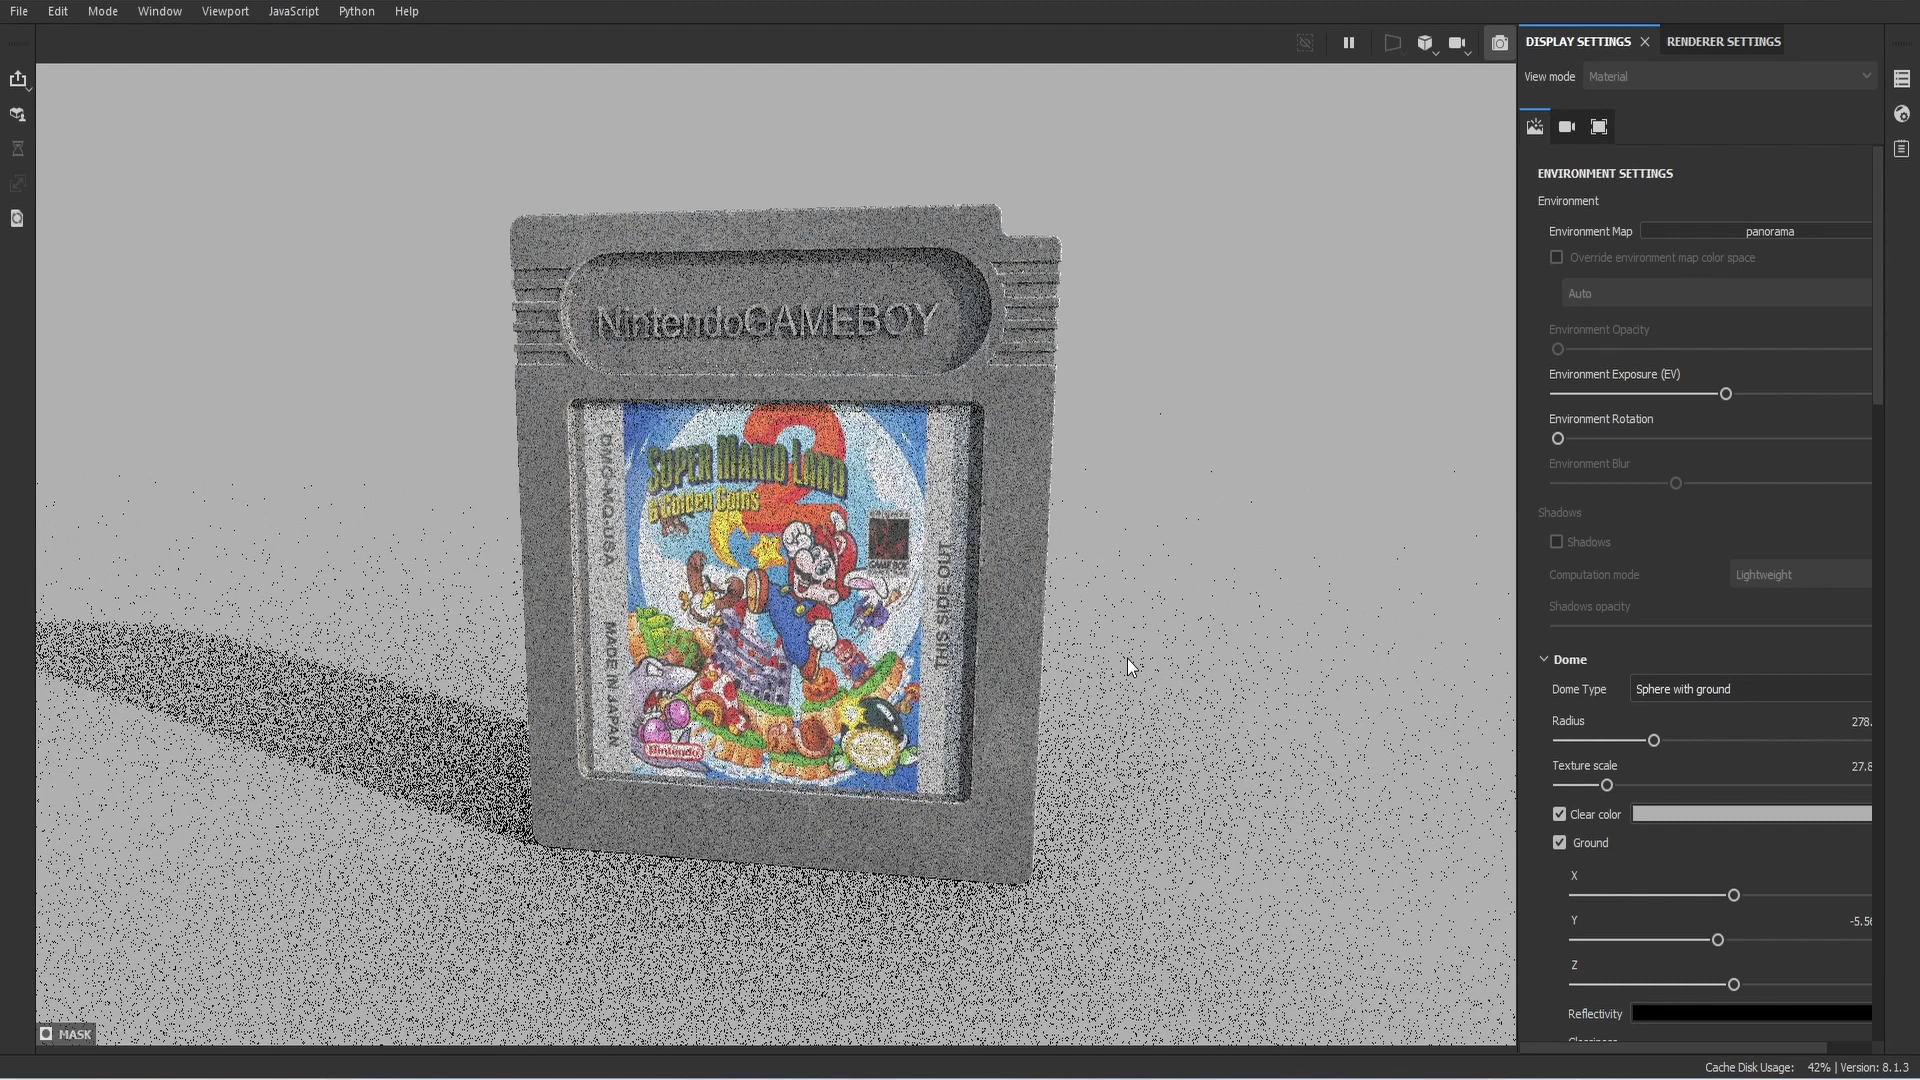 File Edit Mode Window Viewport JavaScript Python Help
DISPLAY SETTINGS RENDERER SETTINGS
View mode Material
ENVIRONMENT SETTINGS
Environment
Environment Map panorama
Override environment map color space
Auto
Environment Opacity
Environment Exposure (EV)
Environment Rotation
Environment Blur
Shadows
Shadows
Computation mode Lightweight
Shadows opacity
Dome
Dome Type Sphere with ground
Radius 278.
Texture scale 27.8
Clear color
Ground
X
Y -5.56
Z
Reflectivity
NintendoGAMEBOY
2
SUPER MARIO LAND
6 Golden Coins
DMG-MQ-USA
MADE IN JAPAN
THIS SIDE OUT
GAME BOY
Nintendo
MASK
Cache Disk Usage: 42% | Version: 8.1.3